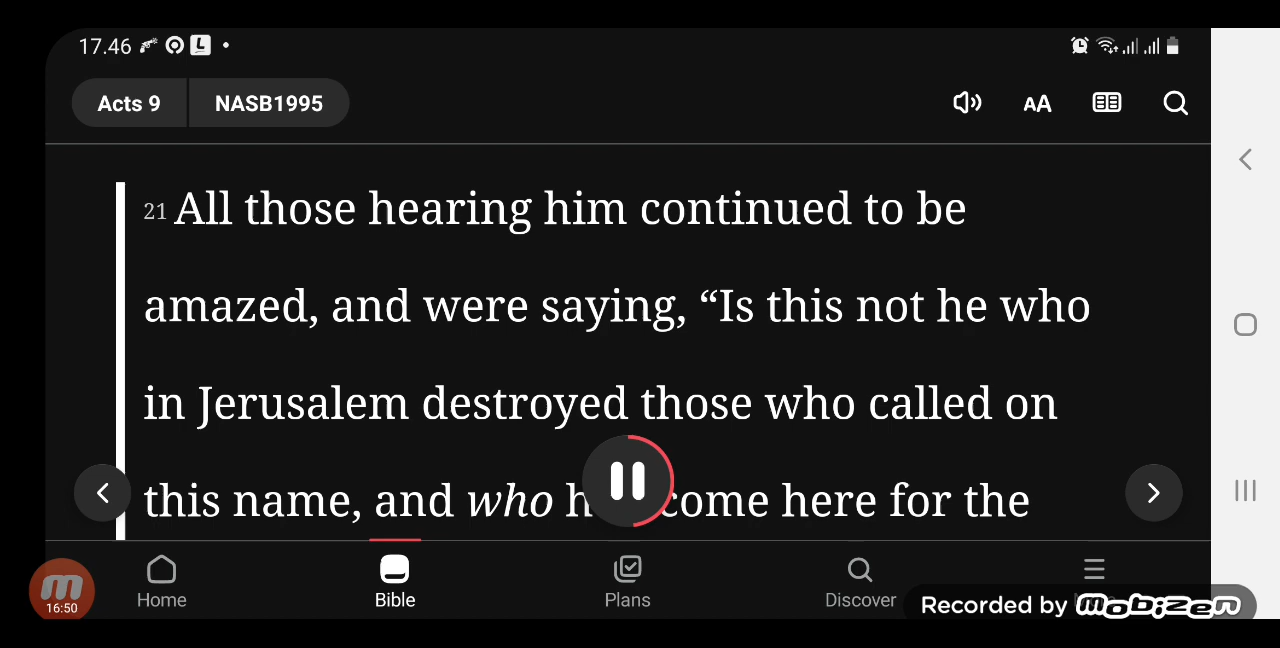 17.46
Acts 9 NASB1995
AA
21 All those hearing him continued to be
amazed, and were saying, “Is this not he who
in Jerusalem destroyed those who called on
this name, and who h come here for the
Home Bible Plans Discover
16:50
Recorded by mobizen